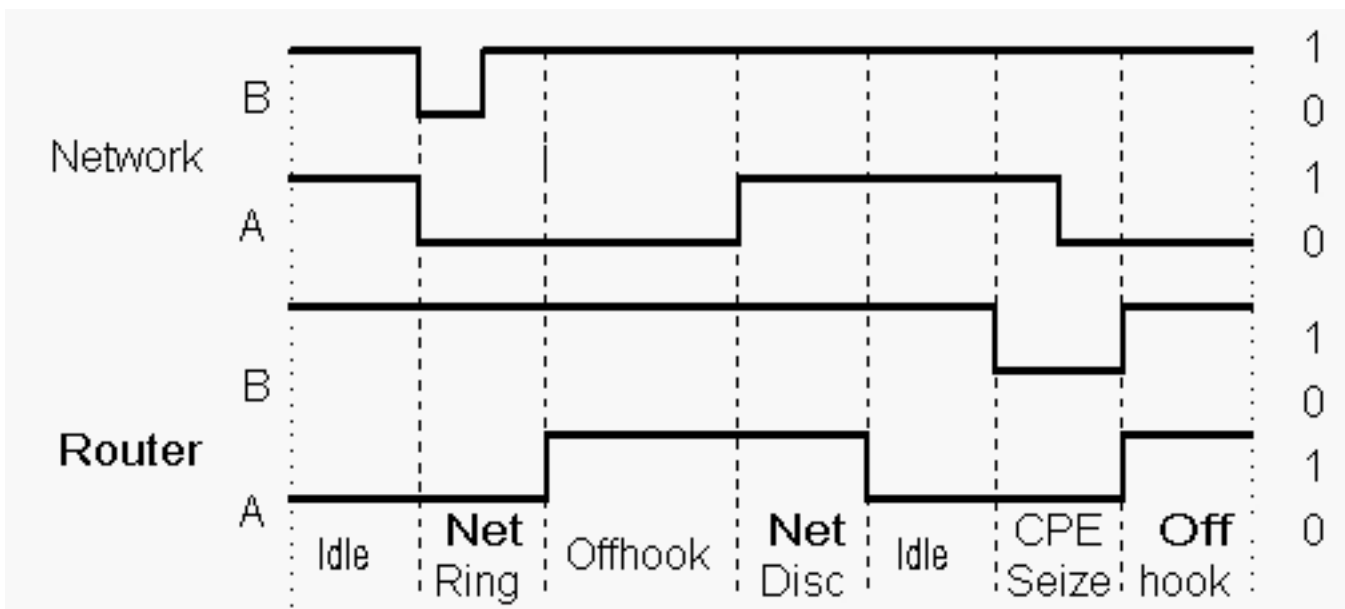 1
B
0
Network
1
A
0
1
B
0
Router
1
A
0
Idle
Net
Ring
Offhook
Net
Disc
Idle
CPE
Seize
Off
hook